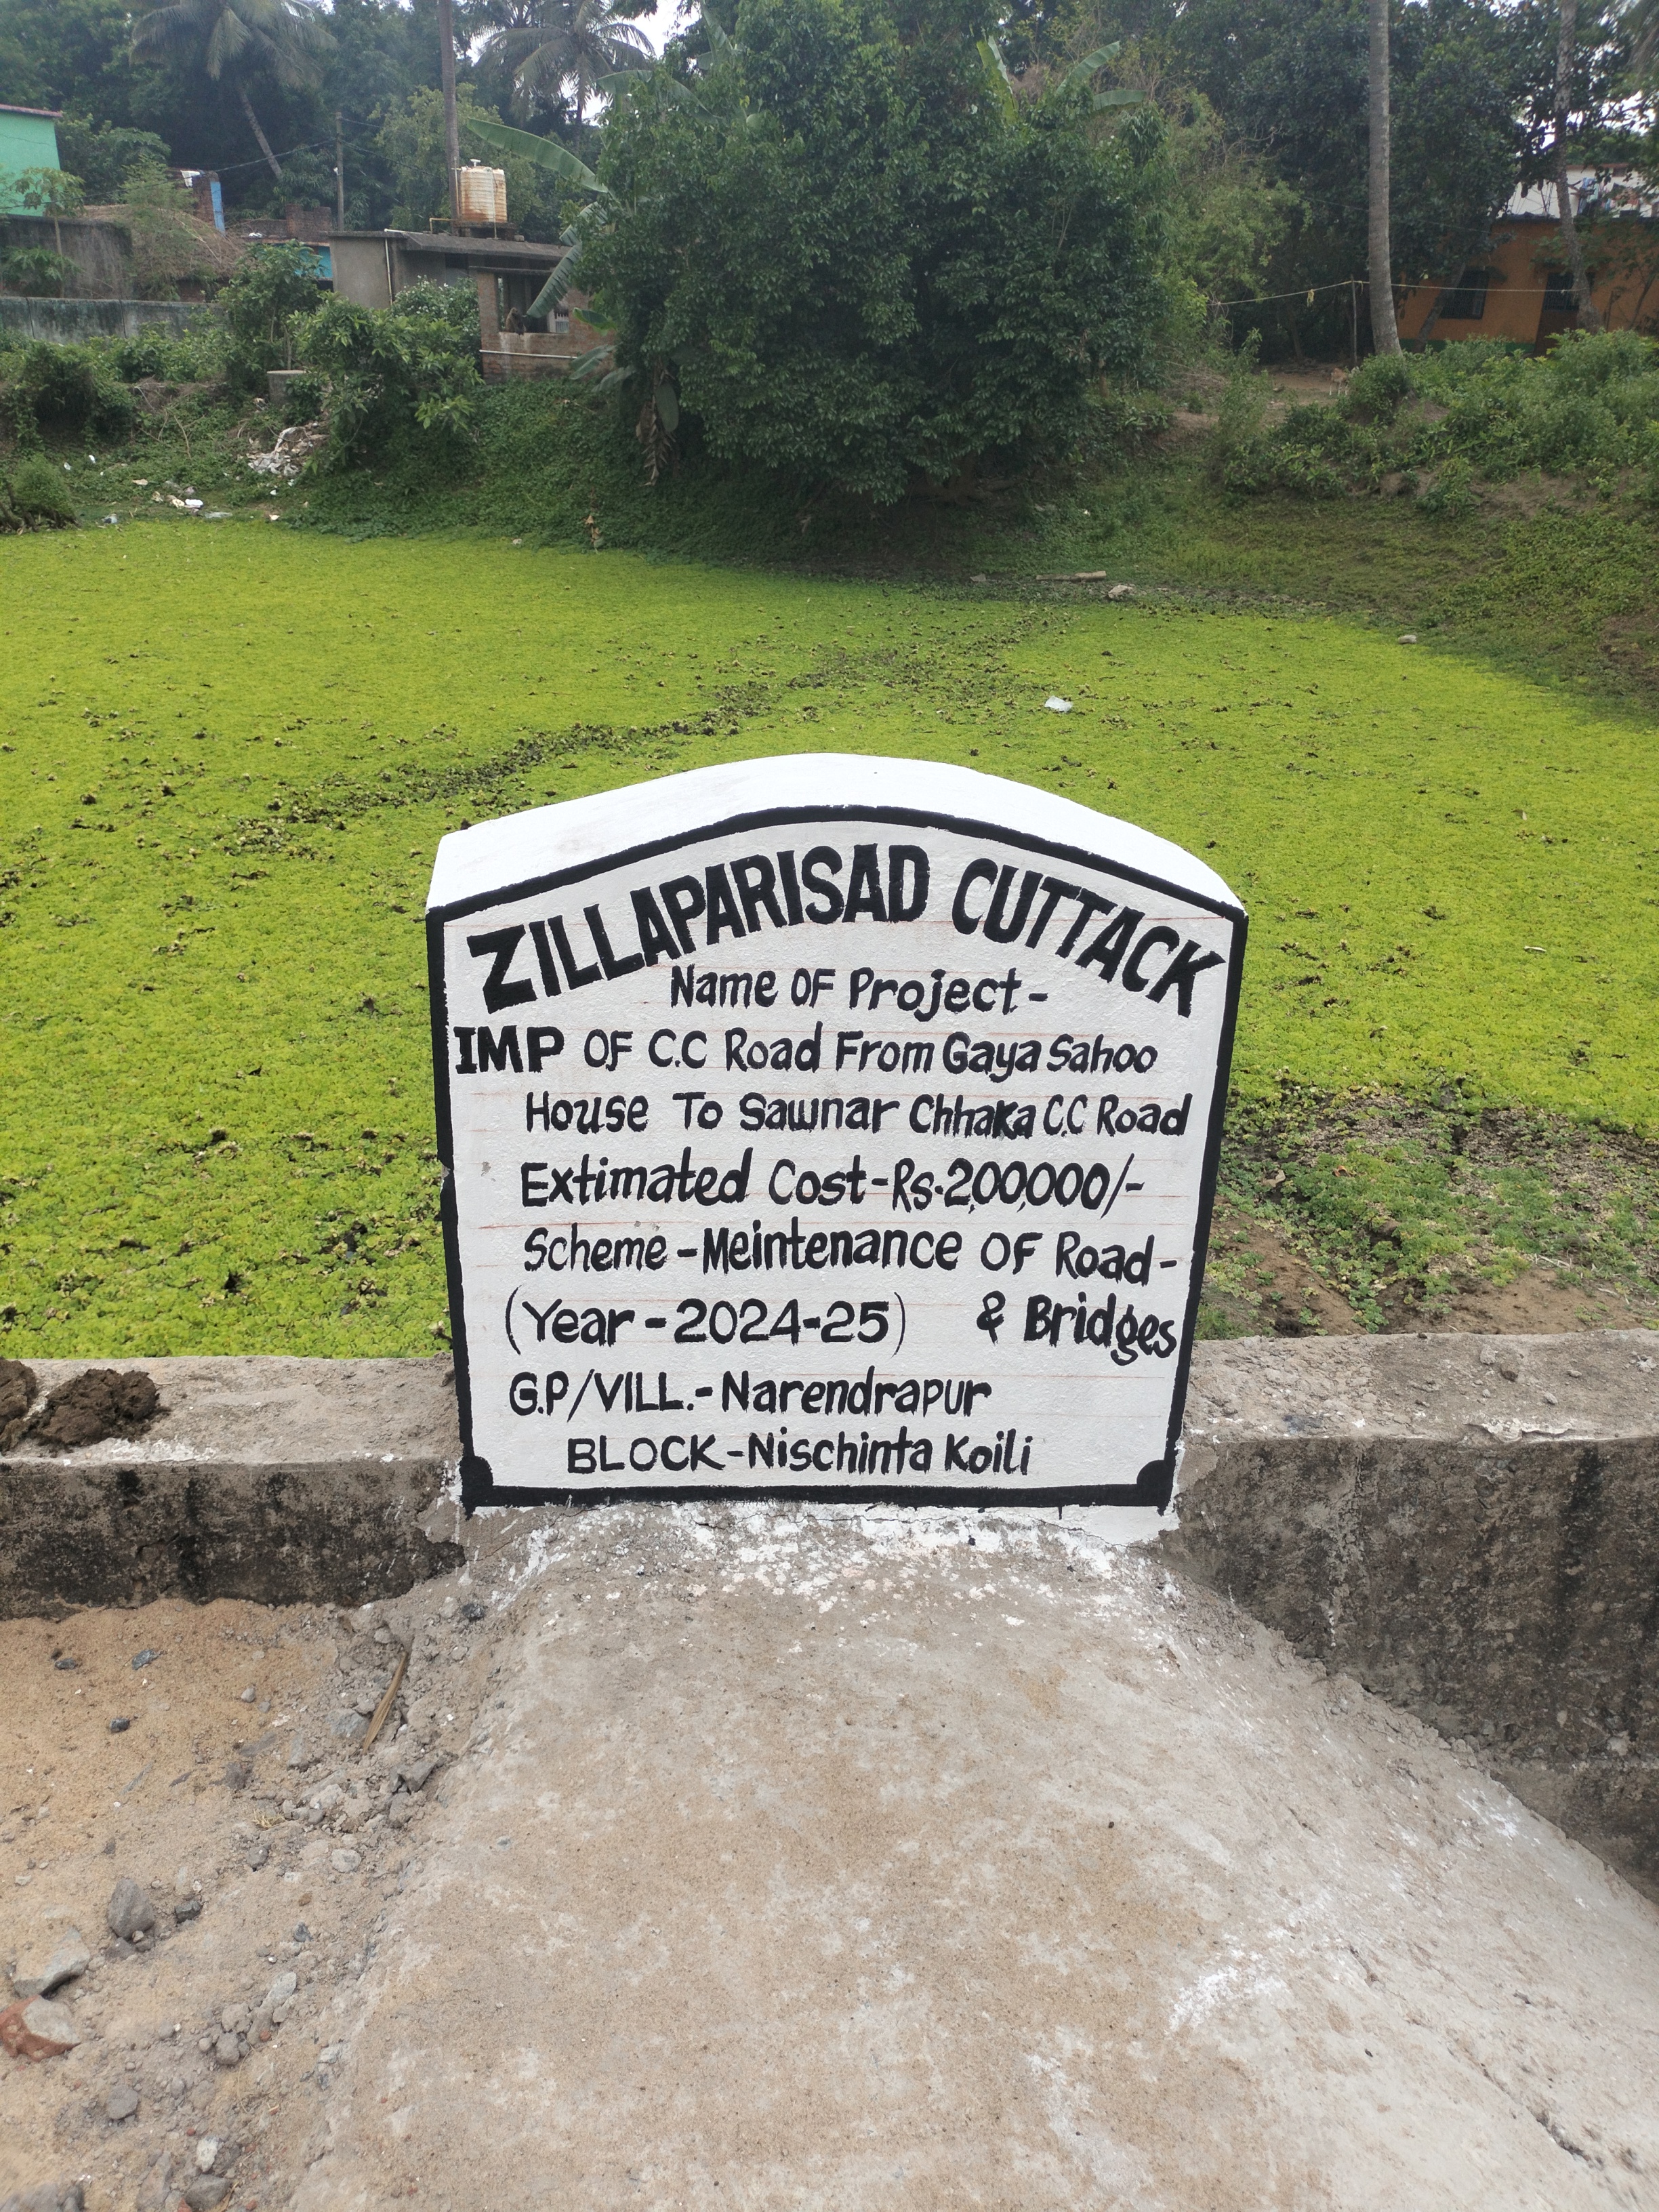 ZILLAPARISAD CUTTACK
Name OF Project-
IMP OF C.C Road From Gaya Sahoo
House To Sawnar Chhaka C.C Road
Extimated Cost-Rs.2,00,000/-
Scheme-Meintenance OF Road-
(Year-2024-25) & Bridges
G.P/VILL.-Narendrapur
BLOCK-Nischinta Koili